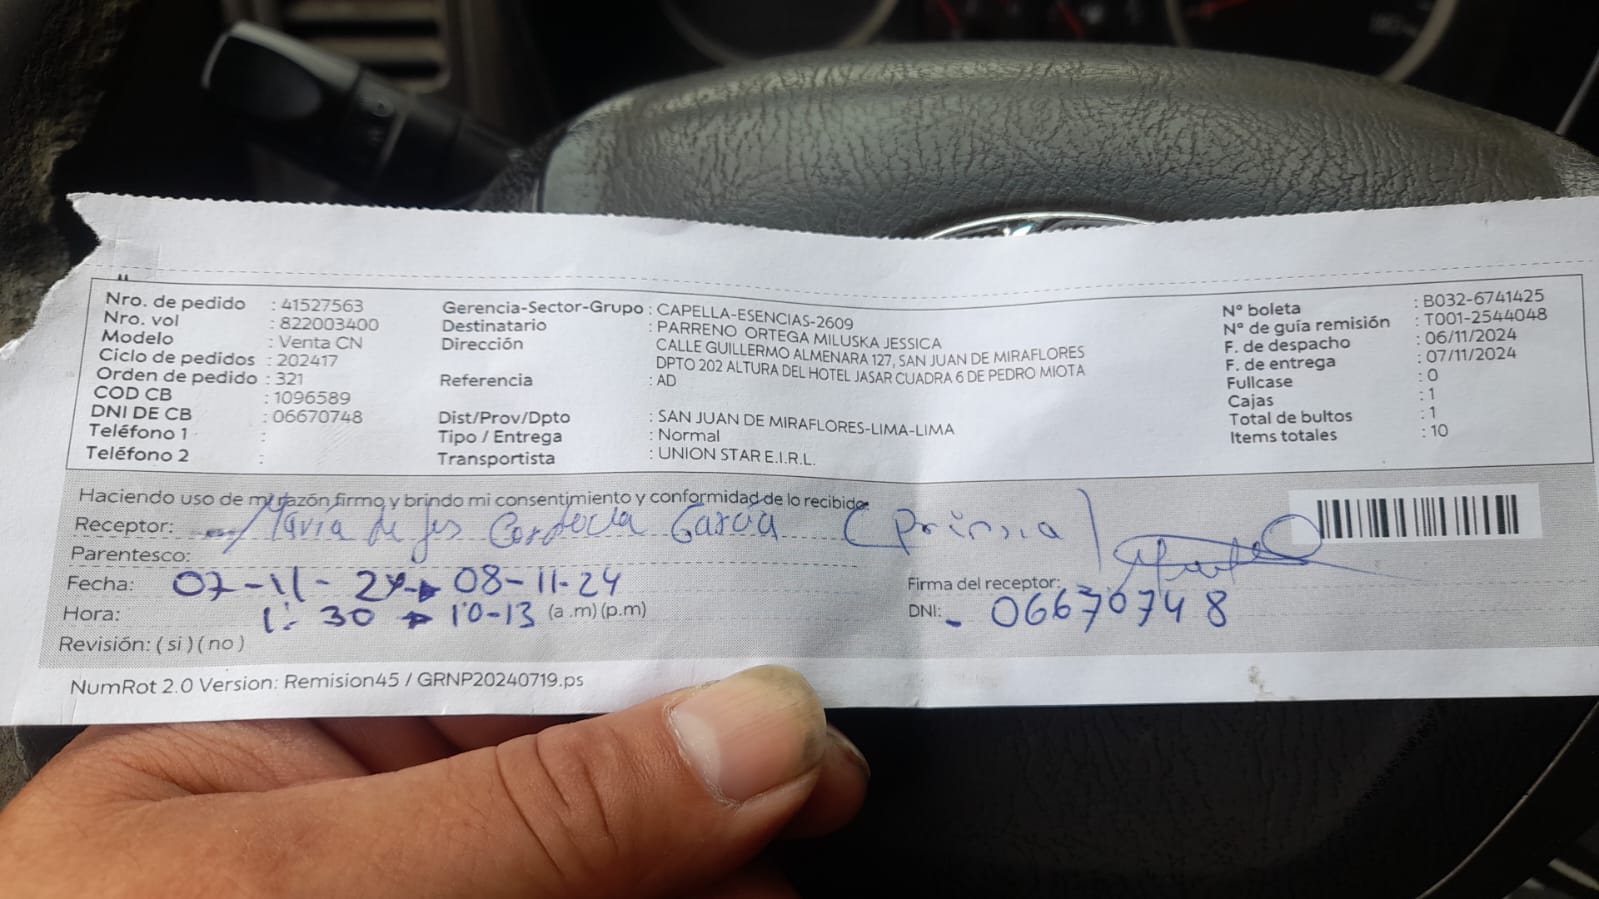 Nro. de pedido : 41527563
Nro. vol : 822003400
Modelo : Venta CN
Ciclo de pedidos : 202417
Orden de pedido : 321
COD CB : 1096589
DNI DE CB : 06670748
Teléfono 1 :
Teléfono 2 :
Gerencia-Sector-Grupo : CAPELLA-ESENCIAS-2609
Destinatario : PARRENO ORTEGA MILUSKA JESSICA
Dirección CALLE GUILLERMO ALMENARA 127, SAN JUAN DE MIRAFLORES
DPTO 202 ALTURA DEL HOTEL JASAR CUADRA 6 DE PEDRO MIOTA
Referencia : AD
Dist/Prov/Dpto : SAN JUAN DE MIRAFLORES-LIMA-LIMA
Tipo / Entrega : Normal
Transportista : UNION STAR E.I.R.L.
Nº boleta : B032-6741425
Nº de guía remisión : T001-2544048
F. de despacho : 06/11/2024
F. de entrega : 07/11/2024
Fullcase : 0
Cajas : 1
Total de bultos : 1
Items totales : 10
Haciendo uso de mi razón firmo y brindo mi consentimiento y conformidad de lo recibido.
Receptor: María de García
Parentesco:
Fecha: 07-11-24 → 08-11-24
Hora: 1:30 → 10-13 (a .m) (p.m)
Revisión: ( si ) ( no )
Firma del receptor:
DNI: 06670748
NumRot 2.0 Version: Remision45 / GRNP20240719.ps